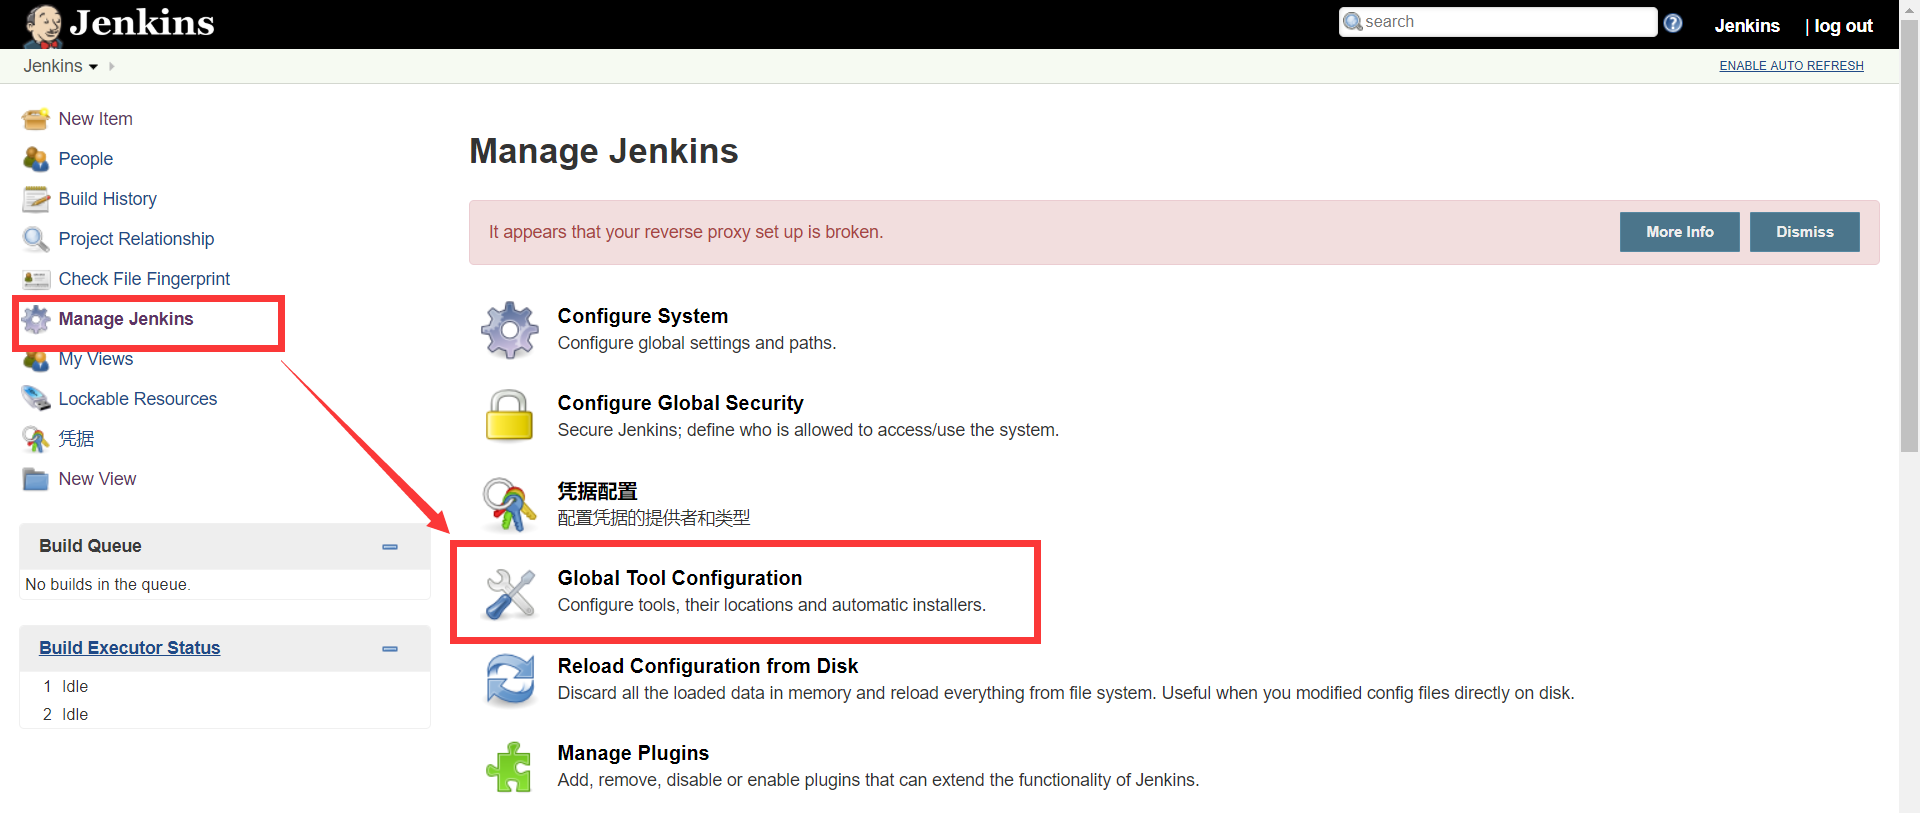 Jenkins
search
Jenkins
| log out
Jenkins
ENABLE AUTO REFRESH
New Item
People
Build History
Project Relationship
Check File Fingerprint
Manage Jenkins
My Views
Lockable Resources
凭据
New View
Build Queue
No builds in the queue.
Build Executor Status
1 Idle
2 Idle
Manage Jenkins
It appears that your reverse proxy set up is broken.
More Info
Dismiss
Configure System
Configure global settings and paths.
Configure Global Security
Secure Jenkins; define who is allowed to access/use the system.
凭据配置
配置凭据的提供者和类型
Global Tool Configuration
Configure tools, their locations and automatic installers.
Reload Configuration from Disk
Discard all the loaded data in memory and reload everything from file system. Useful when you modified config files directly on disk.
Manage Plugins
Add, remove, disable or enable plugins that can extend the functionality of Jenkins.